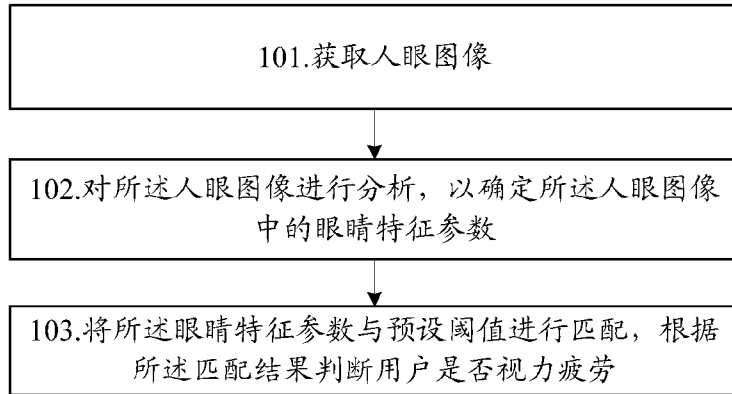 101.获取人眼图像
102.对所述人眼图像进行分析，以确定所述人眼图像
中的眼睛特征参数
103.将所述眼睛特征参数与预设阈值进行匹配，根据
所述匹配结果判断用户是否视力疲劳